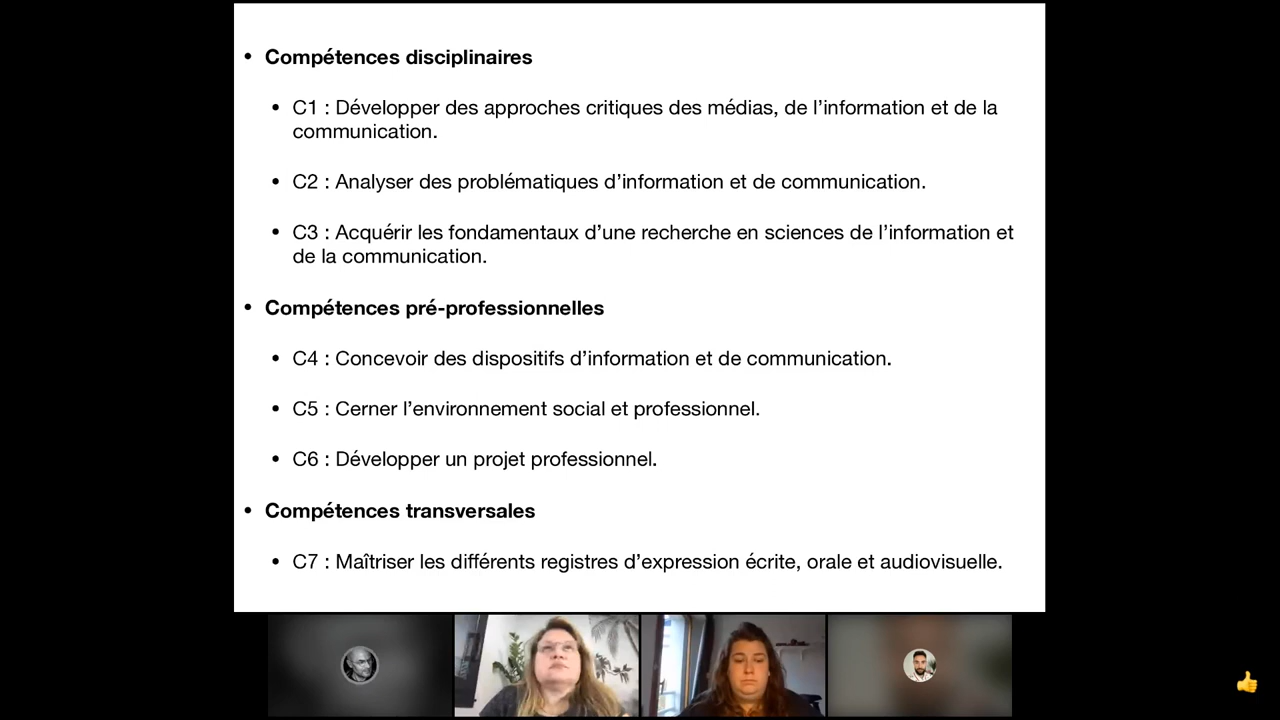 • Compétences disciplinaires
• C1 : Développer des approches critiques des médias, de l’information et de la
communication.
• C2 : Analyser des problématiques d’information et de communication.
• C3 : Acquérir les fondamentaux d’une recherche en sciences de l’information et
de la communication.
• Compétences pré-professionnelles
• C4 : Concevoir des dispositifs d’information et de communication.
• C5 : Cerner l’environnement social et professionnel.
• C6 : Développer un projet professionnel.
• Compétences transversales
• C7 : Maîtriser les différents registres d’expression écrite, orale et audiovisuelle.